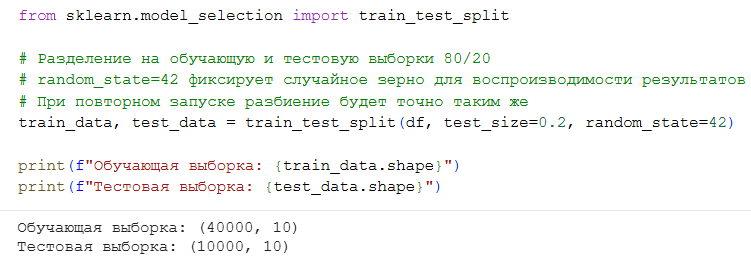 from sklearn.model_selection import train_test_split
# Разделение на обучающую и тестовую выборки 80/20
# random_state=42 фиксирует случайное зерно для воспроизводимости результатов
# При повторном запуске разбиение будет точно таким же
train_data, test_data = train_test_split(df, test_size=0.2, random_state=42)
print(f"Обучающая выборка: {train_data.shape}")
print(f"Тестовая выборка: {test_data.shape}")
Обучающая выборка: (40000, 10)
Тестовая выборка: (10000, 10)